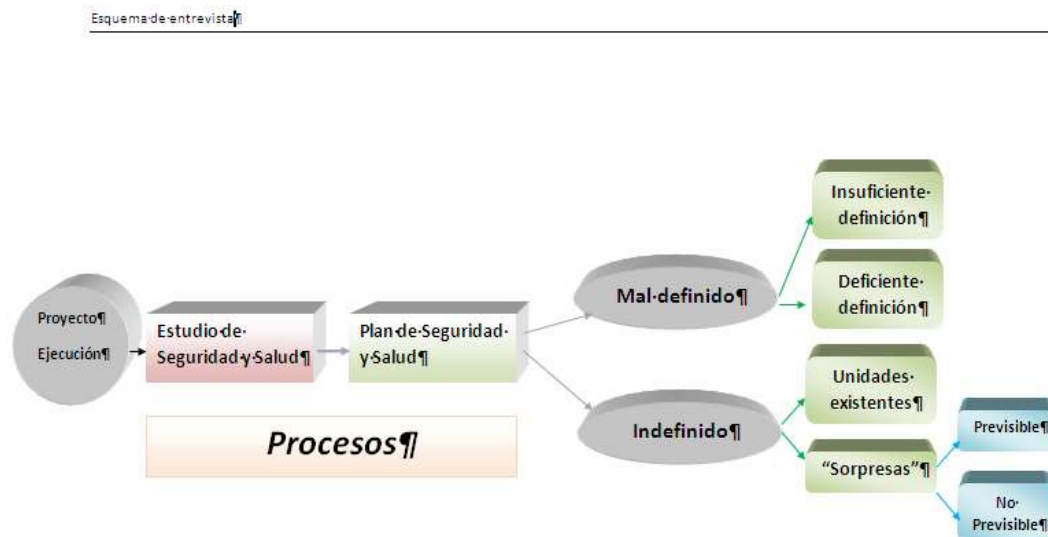 Esquema·de·entrevista¶
Proyecto¶
Ejecución¶
Estudio·de·
Seguridad·y·Salud¶
Plan·de·Seguridad·
y·Salud¶
Procesos¶
Mal·definido¶
Indefinido¶
Insuficiente·
definición¶
Deficiente·
definición¶
Unidades·
existentes¶
“Sorpresas”¶
Previsible¶
No·
Previsible¶